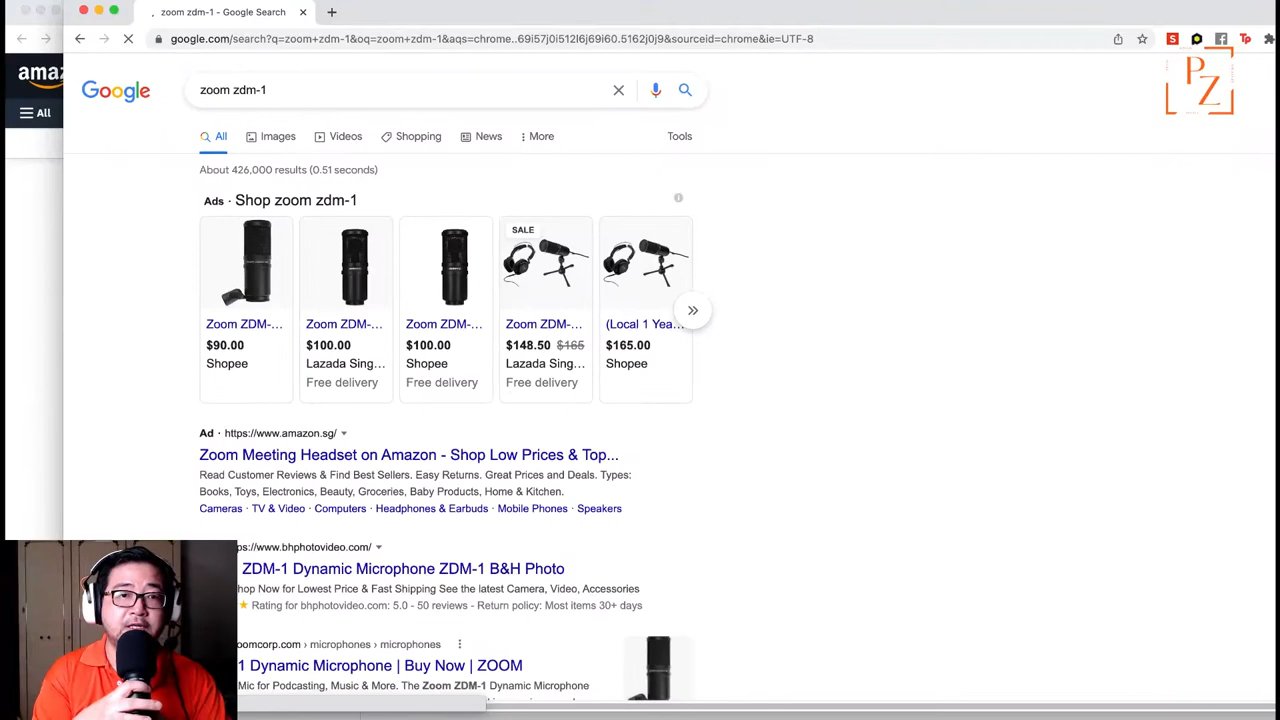 zoom zdm-1 - Google Search
google.com/search?q=zoom+zdm-1&oq=zoom+zdm-1&aqs=chrome..69i57j0i512l6j69i60.5162j0j9&sourceid=chrome&ie=UTF-8
amaz
All
PZ
Google
zoom zdm-1
All Images Videos Shopping News More Tools
About 426,000 results (0.51 seconds)
Ads · Shop zoom zdm-1
SALE
Zoom ZDM-... Zoom ZDM-... Zoom ZDM-... Zoom ZDM-... (Local 1 Yea...
$90.00 $100.00 $100.00 $148.50 $165 $165.00
Shopee Lazada Sing... Shopee Lazada Sing... Shopee
Free delivery Free delivery Free delivery
Ad · https://www.amazon.sg/
Zoom Meeting Headset on Amazon - Shop Low Prices & Top...
Read Customer Reviews & Find Best Sellers. Easy Returns. Great Prices and Deals. Types:
Books, Toys, Electronics, Beauty, Groceries, Baby Products, Home & Kitchen.
Cameras · TV & Video · Computers · Headphones & Earbuds · Mobile Phones · Speakers
ps://www.bhphotovideo.com/
ZDM-1 Dynamic Microphone ZDM-1 B&H Photo
hop Now for Lowest Price & Fast Shipping See the latest Camera, Video, Accessories
Rating for bhphotovideo.com: 5.0 - 50 reviews - Return policy: Most items 30+ days
oomcorp.com › microphones › microphones
1 Dynamic Microphone | Buy Now | ZOOM
Mic for Podcasting, Music & More. The Zoom ZDM-1 Dynamic Microphone